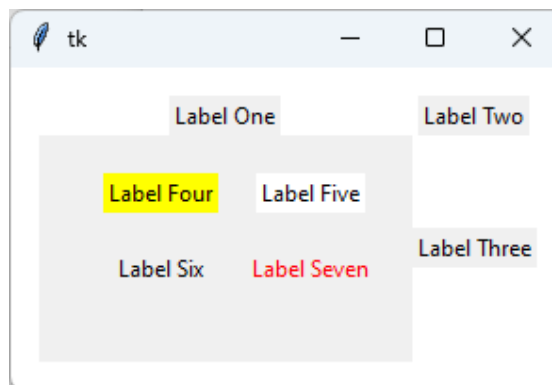 tk
Label One
Label Two
Label Four
Label Five
Label Three
Label Six
Label Seven